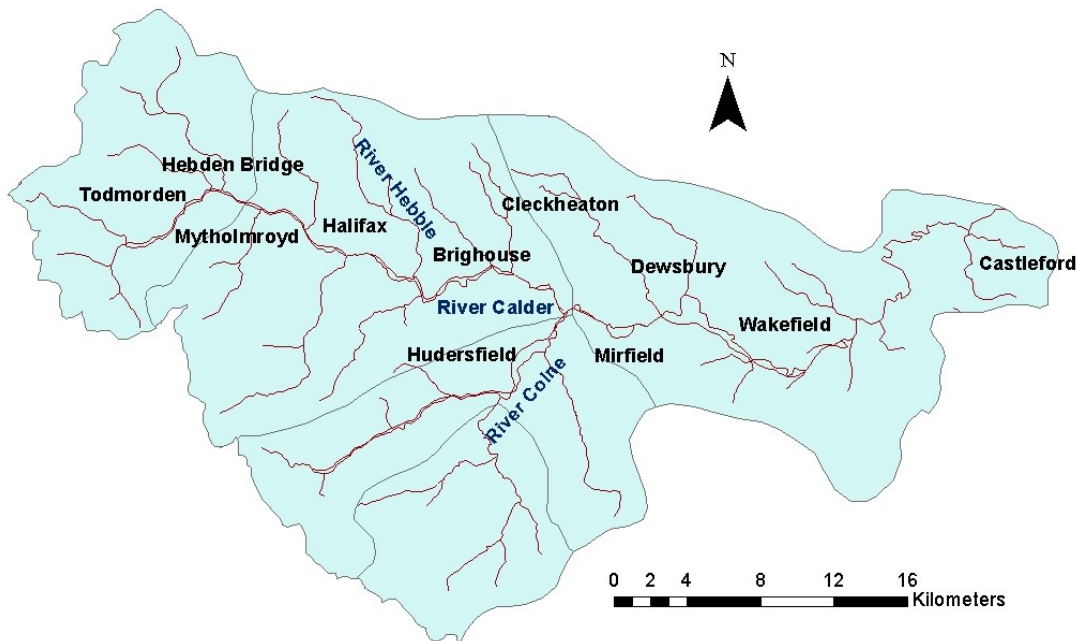 N
Hebden Bridge
Todmorden
River Hebble
Cleckheaton
Mytholmroyd
Halifax
Brighouse
Dewsbury
Castleford
River Calder
Wakefield
Hudersfield
Mirfield
River Colne
0 2 4 8 12 16
Kilometers